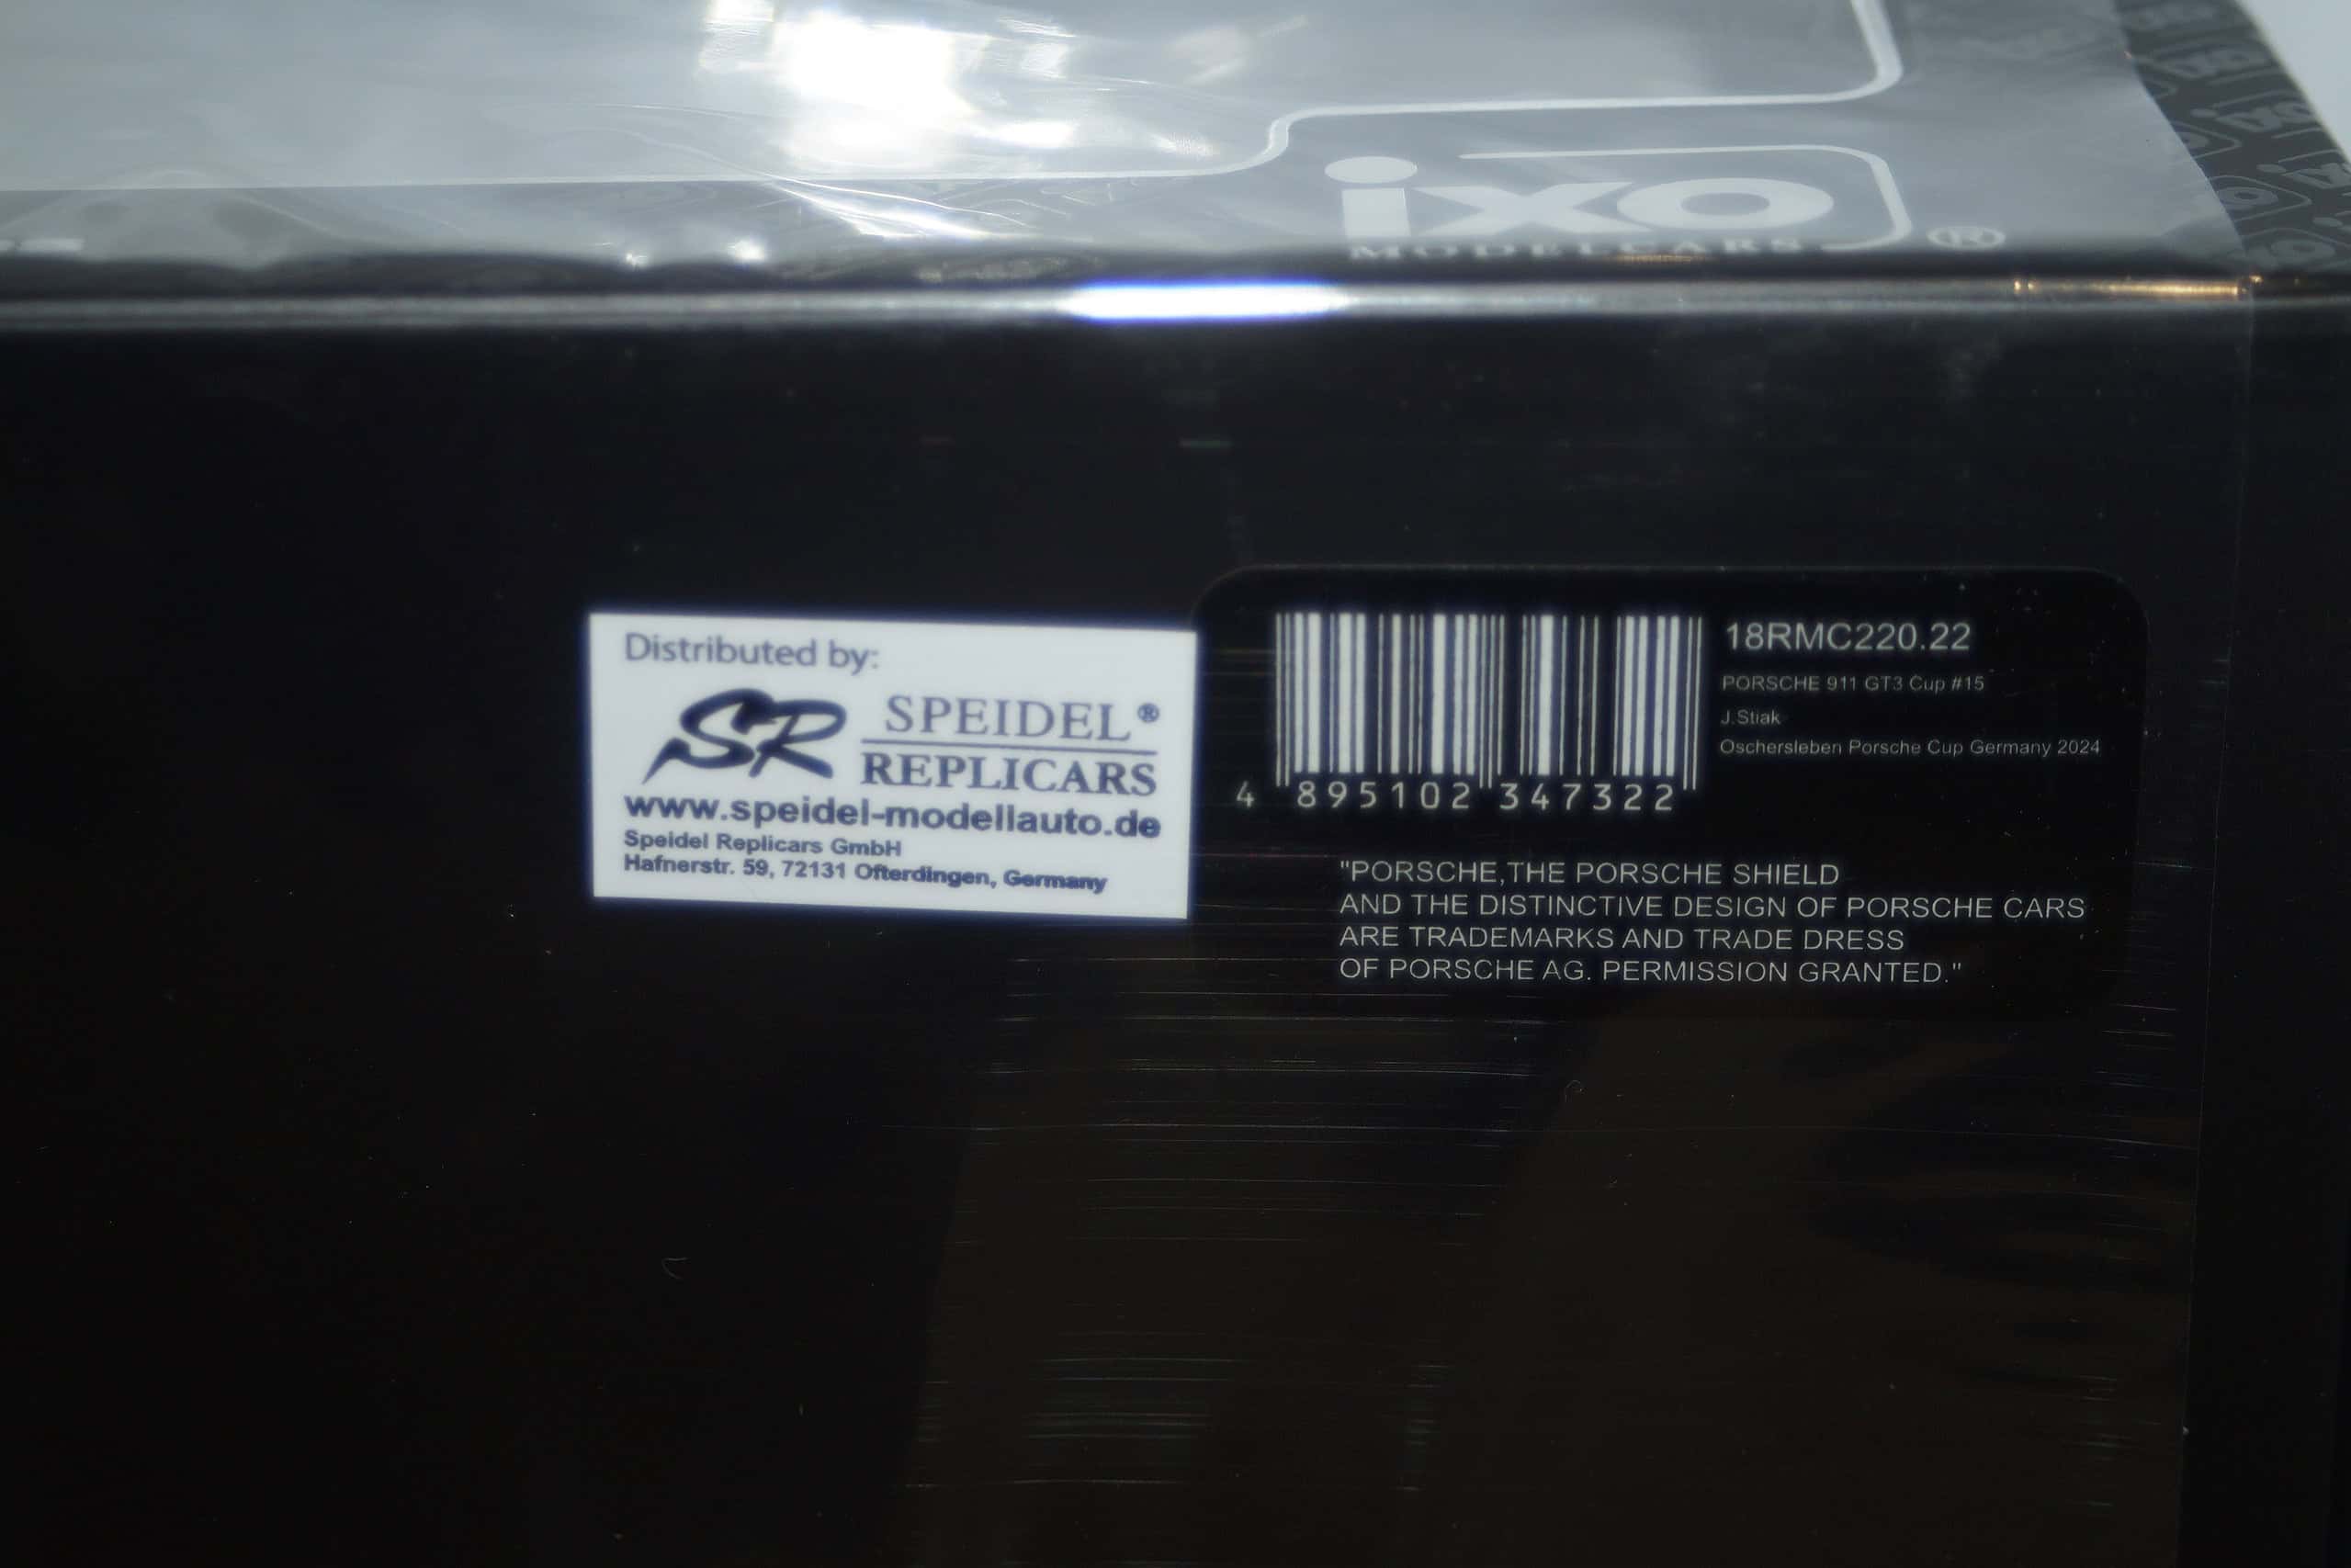 ixo
MODELCARS
®
Distributed by:
SR SPEIDEL®
REPLICARS
www.speidel-modellauto.de
Speidel Replicars GmbH
Hafnerstr. 59, 72131 Ofterdingen, Germany
18RMC220.22
PORSCHE 911 GT3 Cup #15
J.Stiak
Oschersleben Porsche Cup Germany 2024
4 895102 347322
"PORSCHE,THE PORSCHE SHIELD
AND THE DISTINCTIVE DESIGN OF PORSCHE CARS
ARE TRADEMARKS AND TRADE DRESS
OF PORSCHE AG. PERMISSION GRANTED."